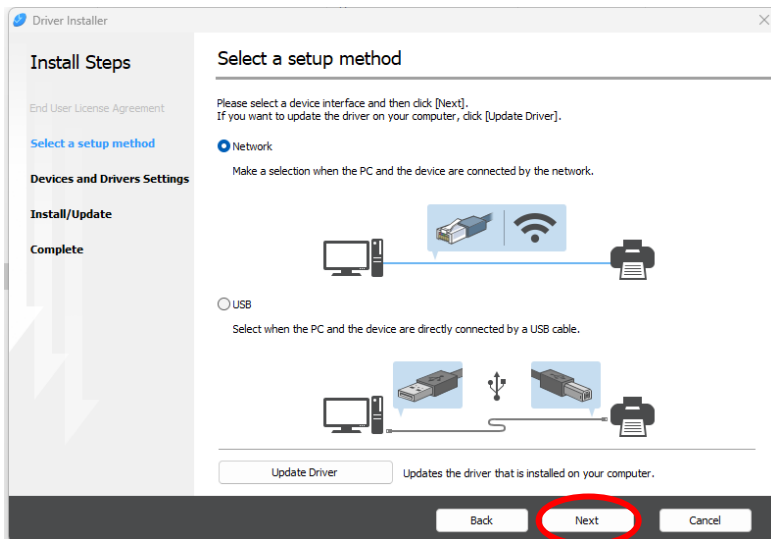 Driver Installer
Install Steps
End User License Agreement
Select a setup method
Devices and Drivers Settings
Install/Update
Complete
Select a setup method
Please select a device interface and then click [Next].
If you want to update the driver on your computer, click [Update Driver].
Network
Make a selection when the PC and the device are connected by the network.
USB
Select when the PC and the device are directly connected by a USB cable.
Update Driver
Updates the driver that is installed on your computer.
Back
Next
Cancel